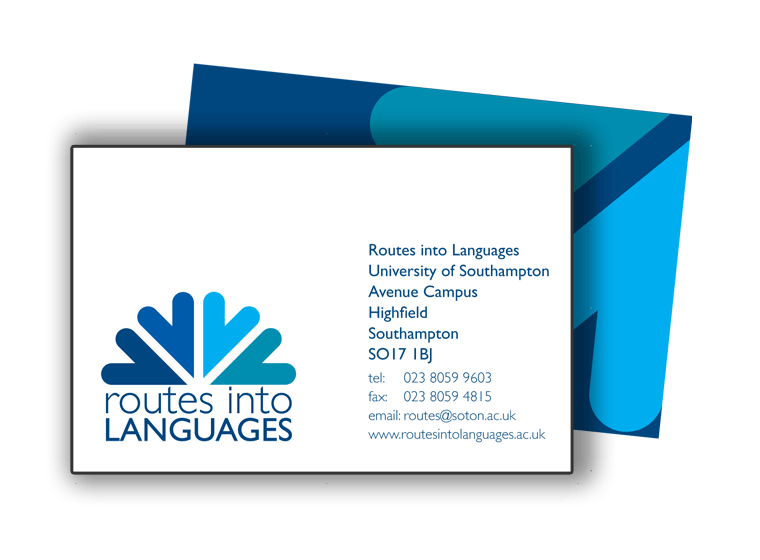 routes into
LANGUAGES
Routes into Languages
University of Southampton
Avenue Campus
Highfield
Southampton
SO17 1BJ
tel: 023 8059 9603
fax: 023 8059 4815
email: routes@soton.ac.uk
www.routesintolanguages.ac.uk